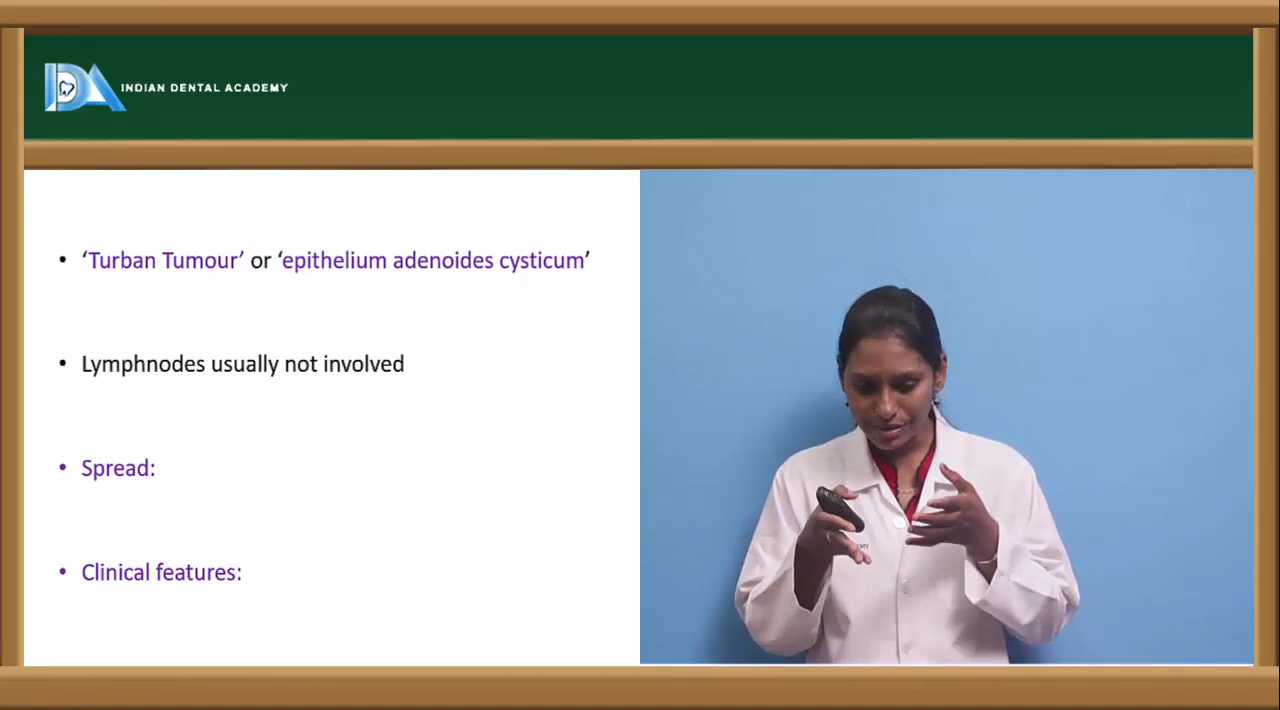 INDIAN DENTAL ACADEMY
• ‘Turban Tumour’ or ‘epithelium adenoides cysticum’
• Lymphnodes usually not involved
• Spread:
• Clinical features: